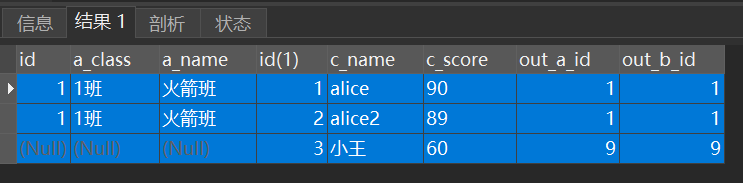 信息 结果 1 剖析 状态
id a_class a_name id(1) c_name c_score out_a_id out_b_id
1 1班 火箭班 1 alice 90 1 1
1 1班 火箭班 2 alice2 89 1 1
(Null) (Null) (Null) 3 小王 60 9 9